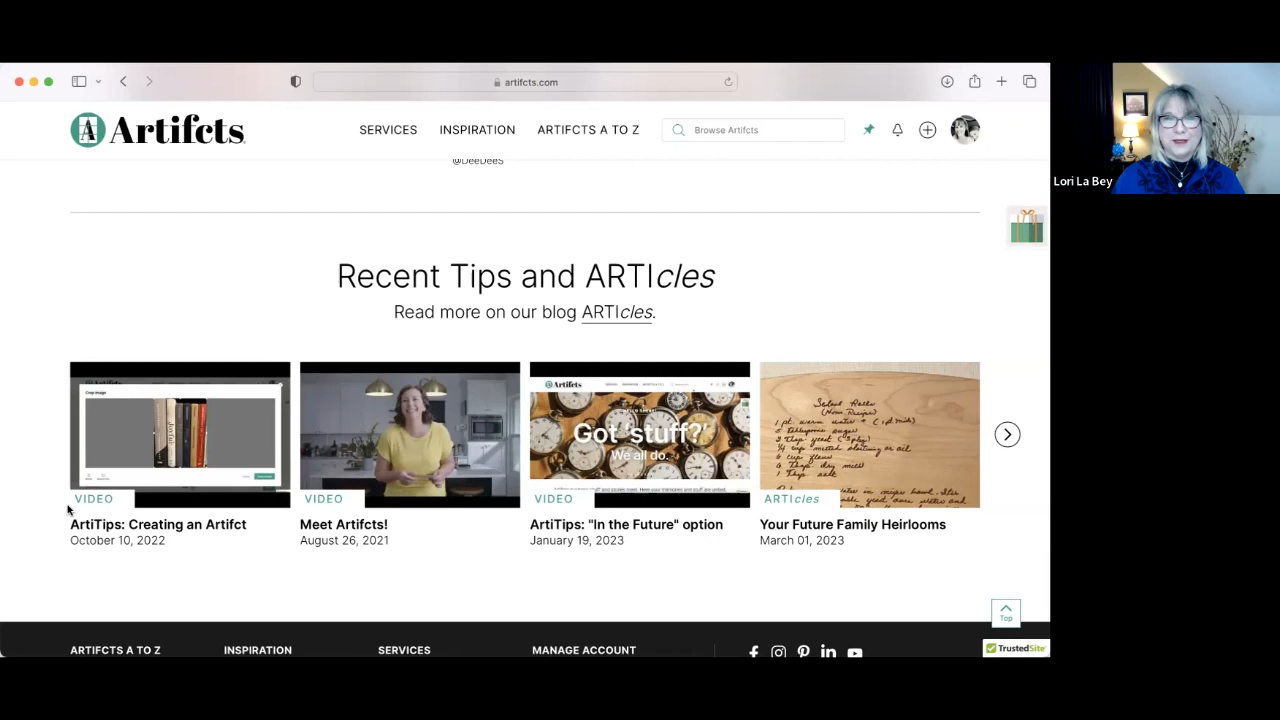 artifcts.com
Artifcts
SERVICES
INSPIRATION
ARTIFCTS A TO Z
Browse Artifcts
@DeeDeeS
Lori La Bey
Recent Tips and ARTIcles
Read more on our blog ARTIcles.
Artifcts
Got 'stuff?'
We all do.
VIDEO
VIDEO
VIDEO
ARTIcles
ArtiTips: Creating an Artifct
October 10, 2022
Meet Artifcts!
August 26, 2021
ArtiTips: "In the Future" option
January 19, 2023
Your Future Family Heirlooms
March 01, 2023
Top
ARTIFCTS A TO Z
INSPIRATION
SERVICES
MANAGE ACCOUNT
TrustedSite